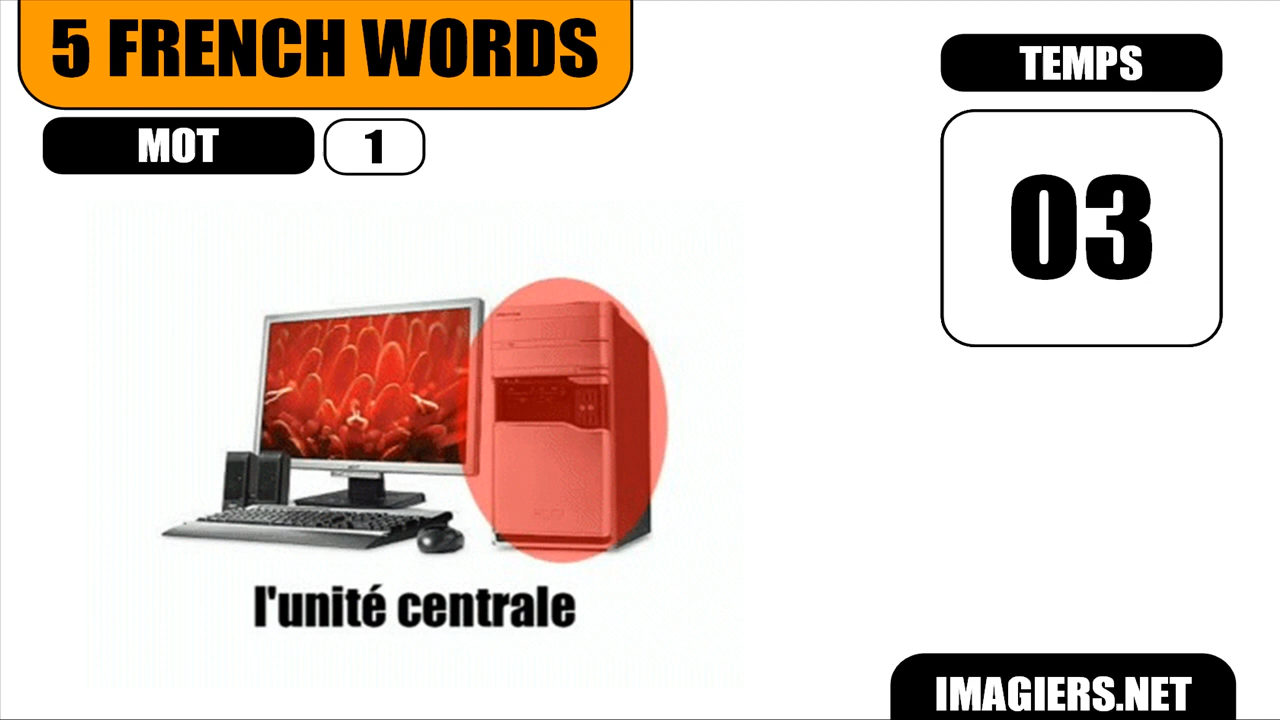 5 FRENCH WORDS
MOT 1
TEMPS
03
l'unité centrale
IMAGIERS.NET